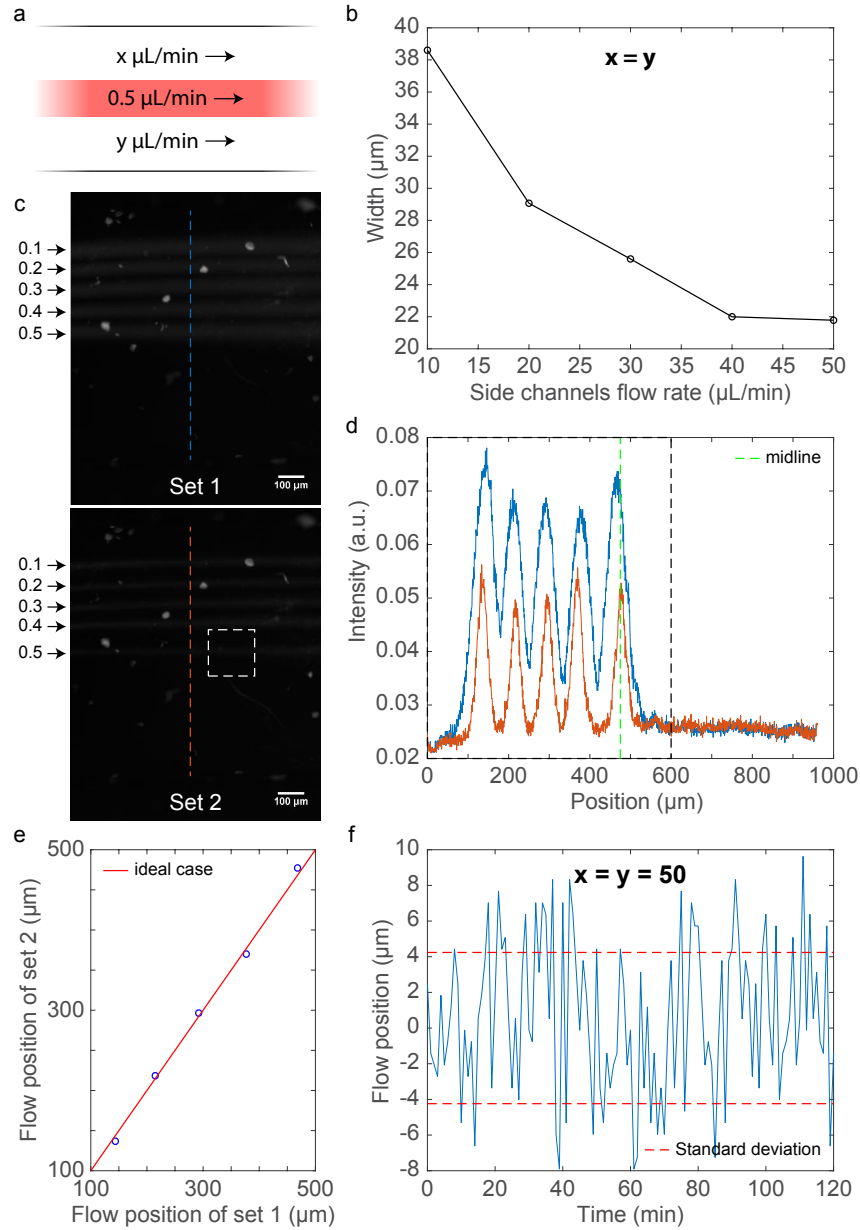 a
x µL/min
0.5 µL/min
y µL/min
b
x = y
40
38
36
34
32
30
28
26
24
22
20
Width (µm)
10 15 20 25 30 35 40 45 50
Side channels flow rate (µL/min)
c
0.1
0.2
0.3
0.4
0.5
Set 1
100 µm
0.1
0.2
0.3
0.4
0.5
Set 2
100 µm
d
midline
0.08
0.07
0.06
0.05
0.04
0.03
0.02
Intensity (a.u.)
0 200 400 600 800 1000
Position (µm)
e
ideal case
500
300
100
Flow position of set 2 (µm)
100 300 500
Flow position of set 1 (µm)
f
x = y = 50
10
8
6
4
2
0
-2
-4
-6
-8
Flow position (µm)
Standard deviation
0 20 40 60 80 100 120
Time (min)